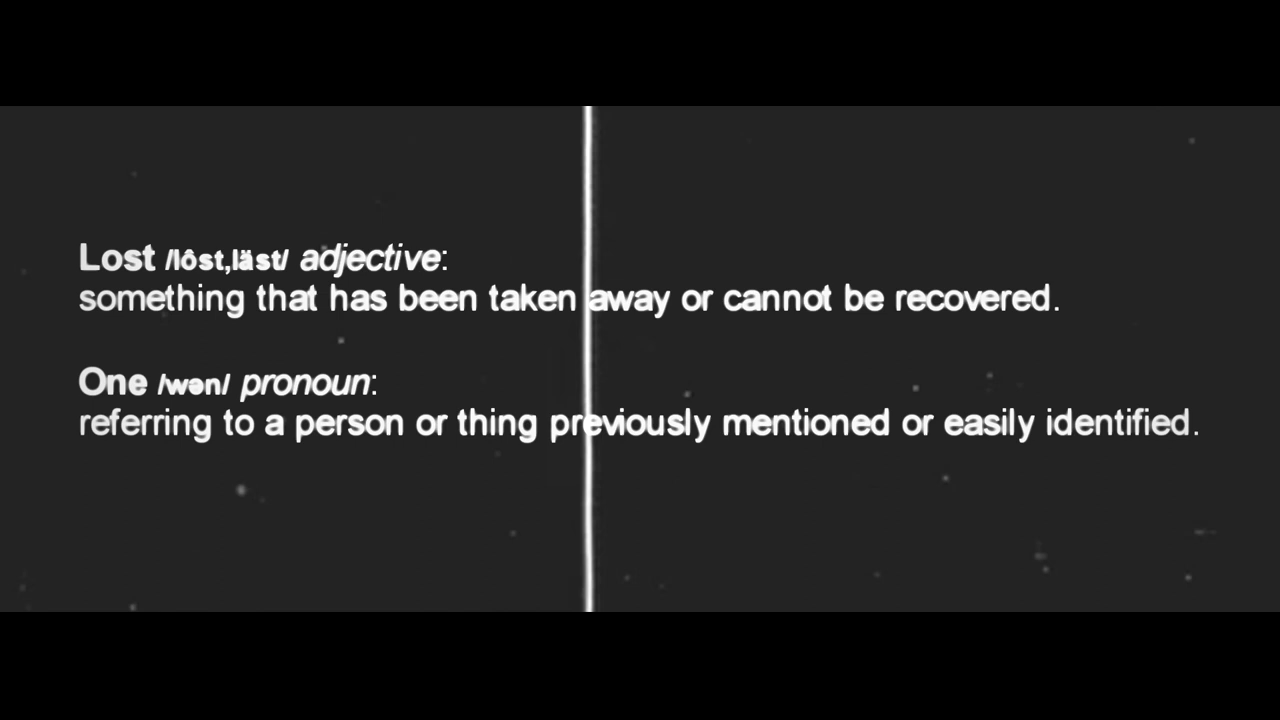 Lost /lôst,läst/ adjective:
something that has been taken away or cannot be recovered.
One /wən/ pronoun:
referring to a person or thing previously mentioned or easily identified.